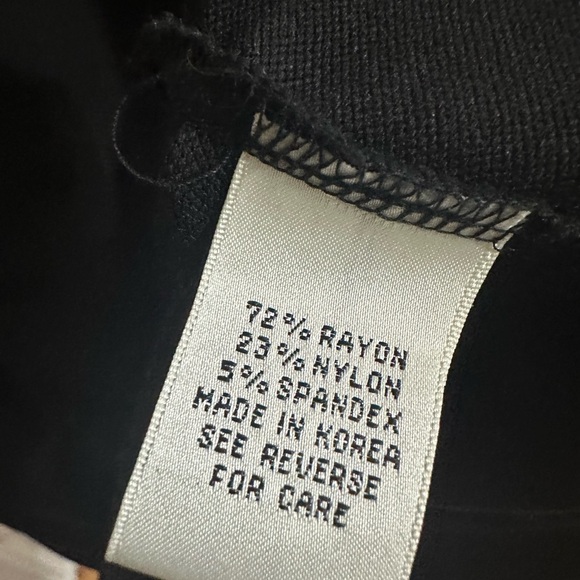 72% RAYON
23% NYLON
5% SPANDEX
MADE IN KOREA
SEE REVERSE
FOR CARE